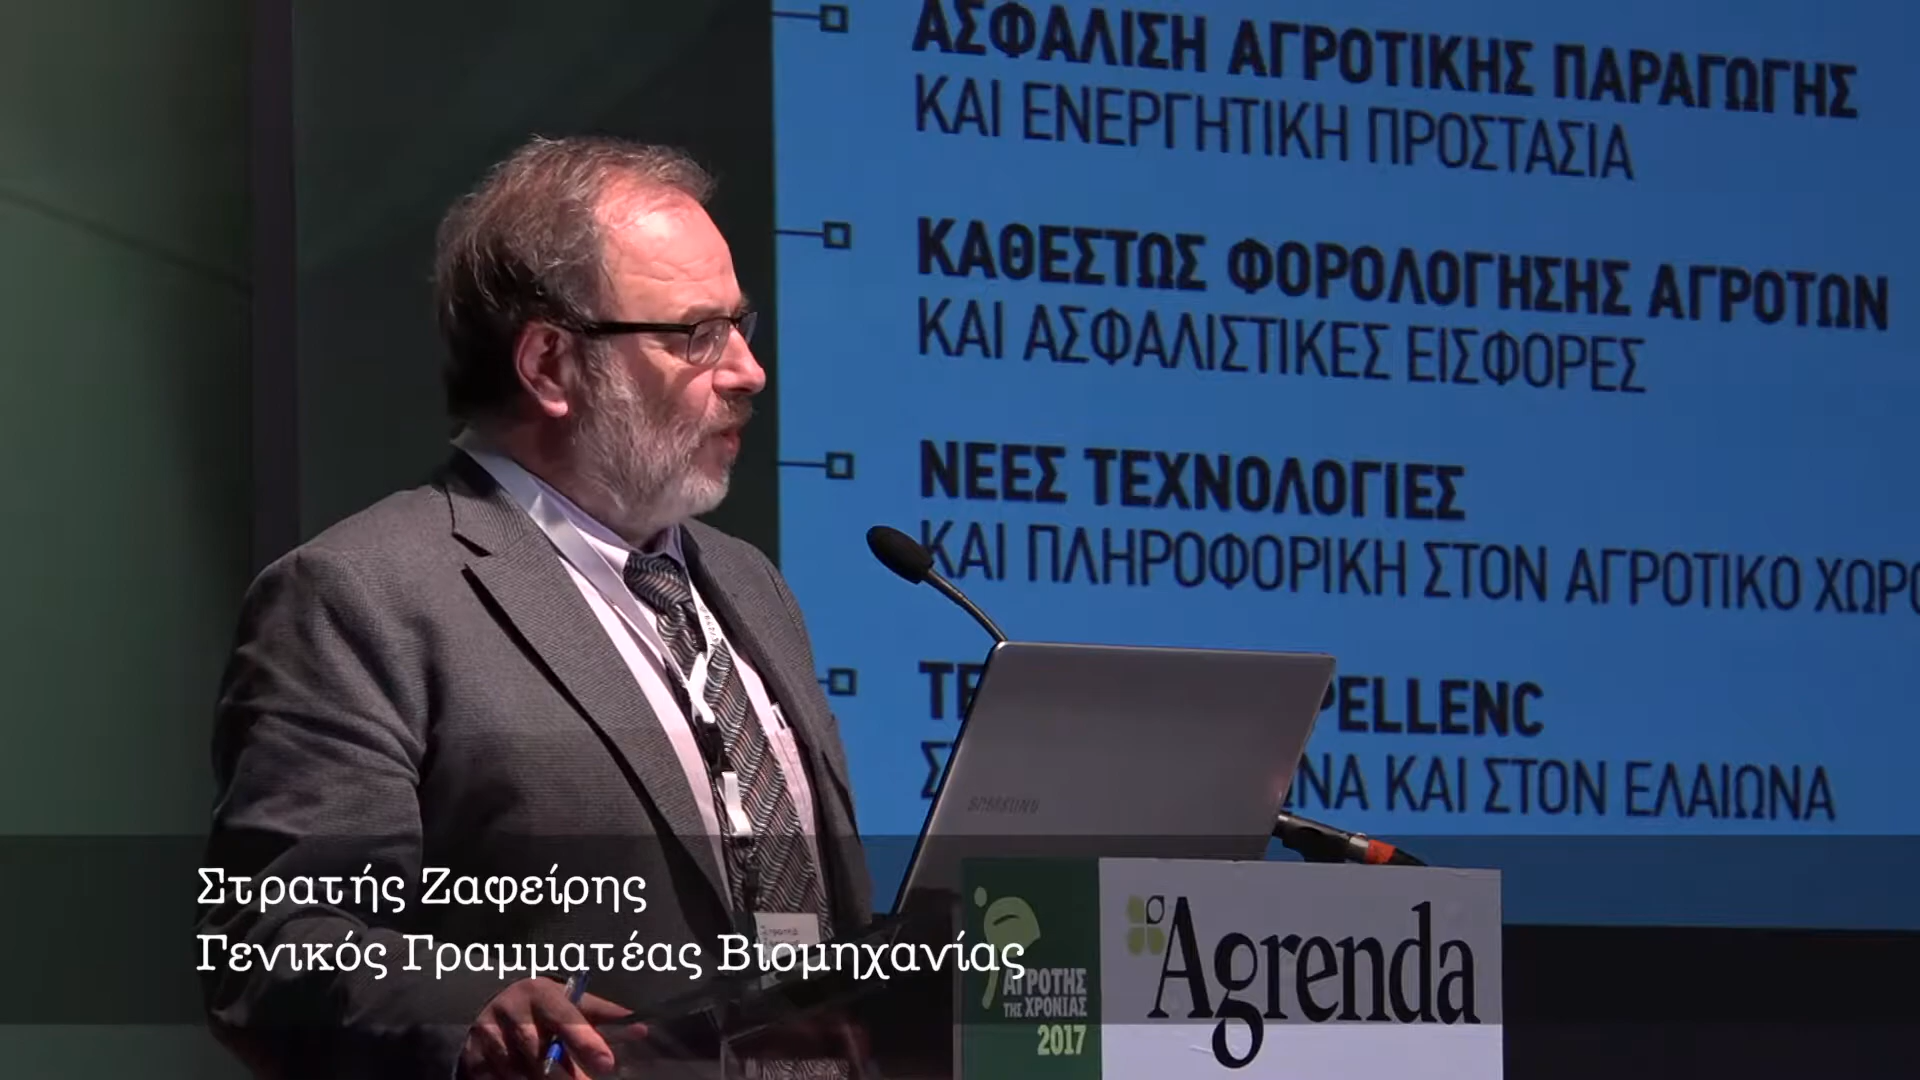 ΑΣΦΑΛΙΣΗ ΑΓΡΟΤΙΚΗΣ ΠΑΡΑΓΩΓΗΣ
ΚΑΙ ΕΝΕΡΓΗΤΙΚΗ ΠΡΟΣΤΑΣΙΑ
ΚΑΘΕΣΤΩΣ ΦΟΡΟΛΟΓΗΣΗΣ ΑΓΡΟΤΩΝ
ΚΑΙ ΑΣΦΑΛΙΣΤΙΚΕΣ ΕΙΣΦΟΡΕΣ
ΝΕΕΣ ΤΕΧΝΟΛΟΓΙΕΣ
ΚΑΙ ΠΛΗΡΟΦΟΡΙΚΗ ΣΤΟΝ ΑΓΡΟΤΙΚΟ ΧΩΡΟ
PELLENC
ΚΑΙ ΣΤΟΝ ΕΛΑΙΩΝΑ
SAMSUNG
Στρατής Ζαφείρης
Γενικός Γραμματέας Βιομηχανίας
ΑΓΡΟΤΗΣ
ΤΗΣ ΧΡΟΝΙΑΣ
2017
Agrenda